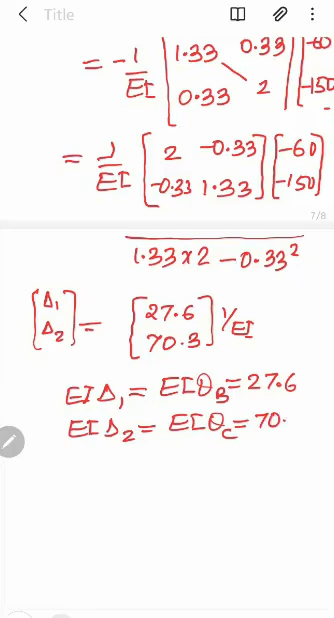 Title
= -1/EI [1.33 0.33 [-60
0.33 2] [-150
= 1/EI [2 -0.33 [-60
-0.33 1.33] -150]
7/8
1.33 x 2 - 0.33²
[Δ₁ Δ₂] = [27.6 70.3] 1/EI
EIΔ₁ = EIθB = 27.6
EIΔ₂ = EIθC = 70.